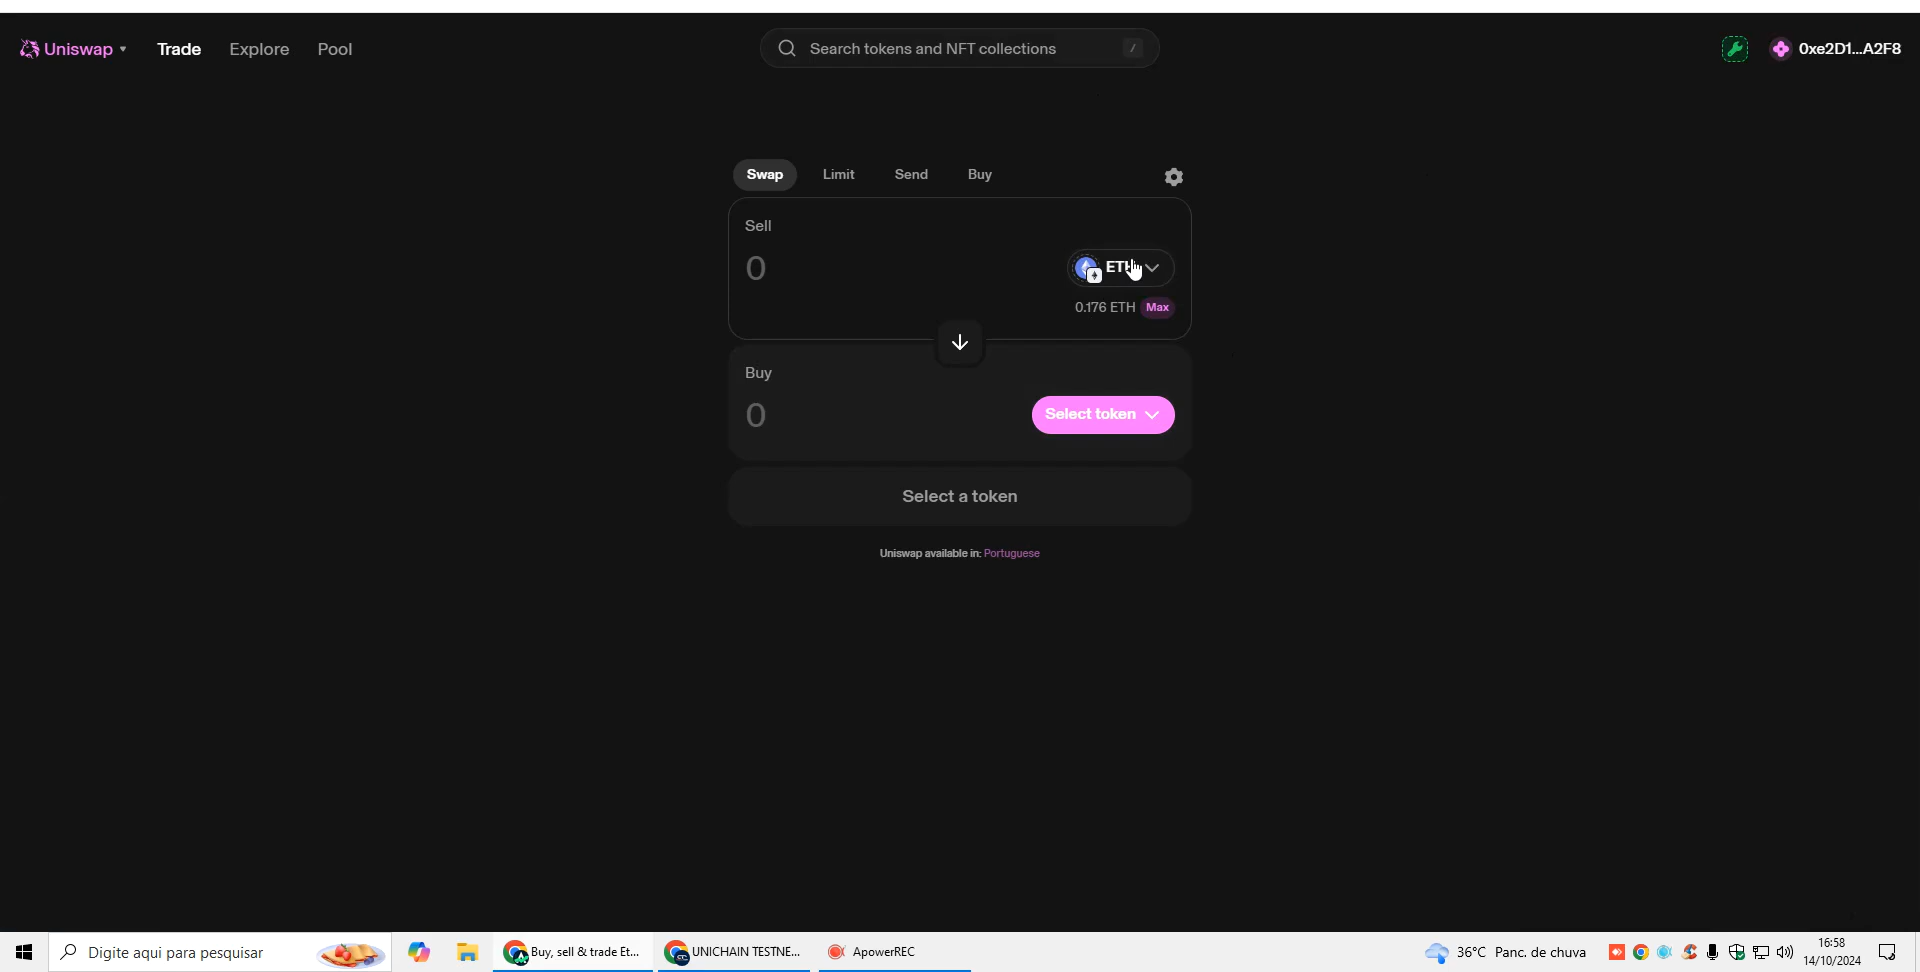 Uniswap Trade Explore Pool Search tokens and NFT collections / 0xe2D1...A2F8
Swap Limit Send Buy
Sell
0 ETH
0.176 ETH Max
Buy
0 Select token
Select a token
Uniswap available in: Portuguese
Digite aqui para pesquisar Buy, sell & trade Et... UNICHAIN TESTNE... ApowerREC 36°C Panc. de chuva 16:58
14/10/2024